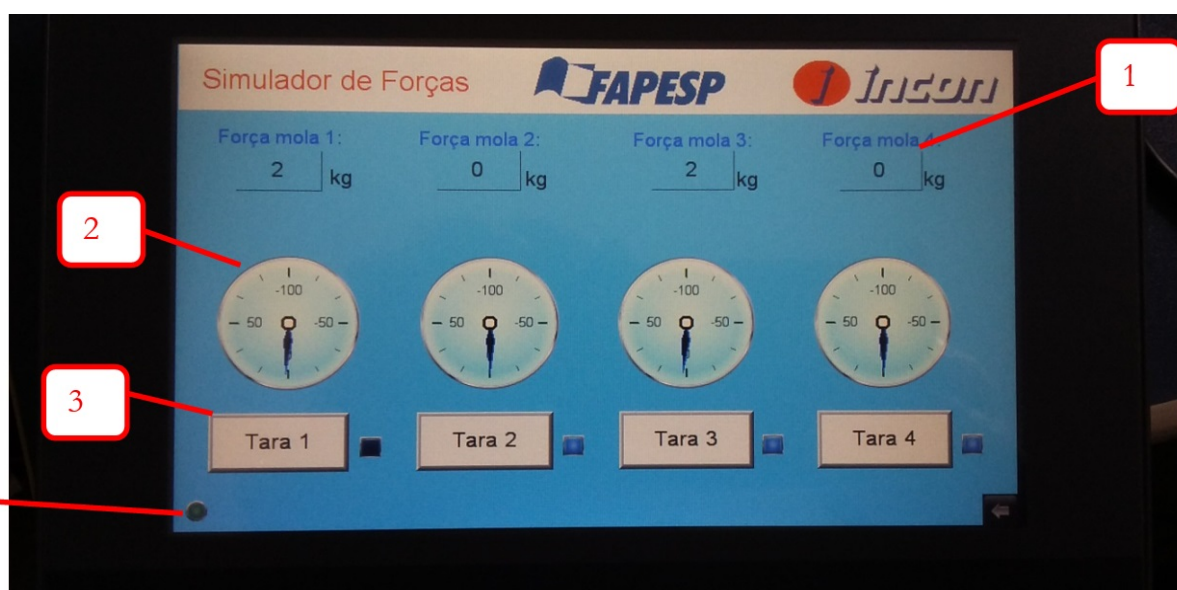 Simulador de Forças
FAPESP
Incon
1
Força mola 1:
Força mola 2:
Força mola 3:
Força mola 4:
2 kg
0 kg
2 kg
0 kg
2
-100
-100
-100
-100
50 -50
50 -50
50 -50
50 -50
3
Tara 1
Tara 2
Tara 3
Tara 4